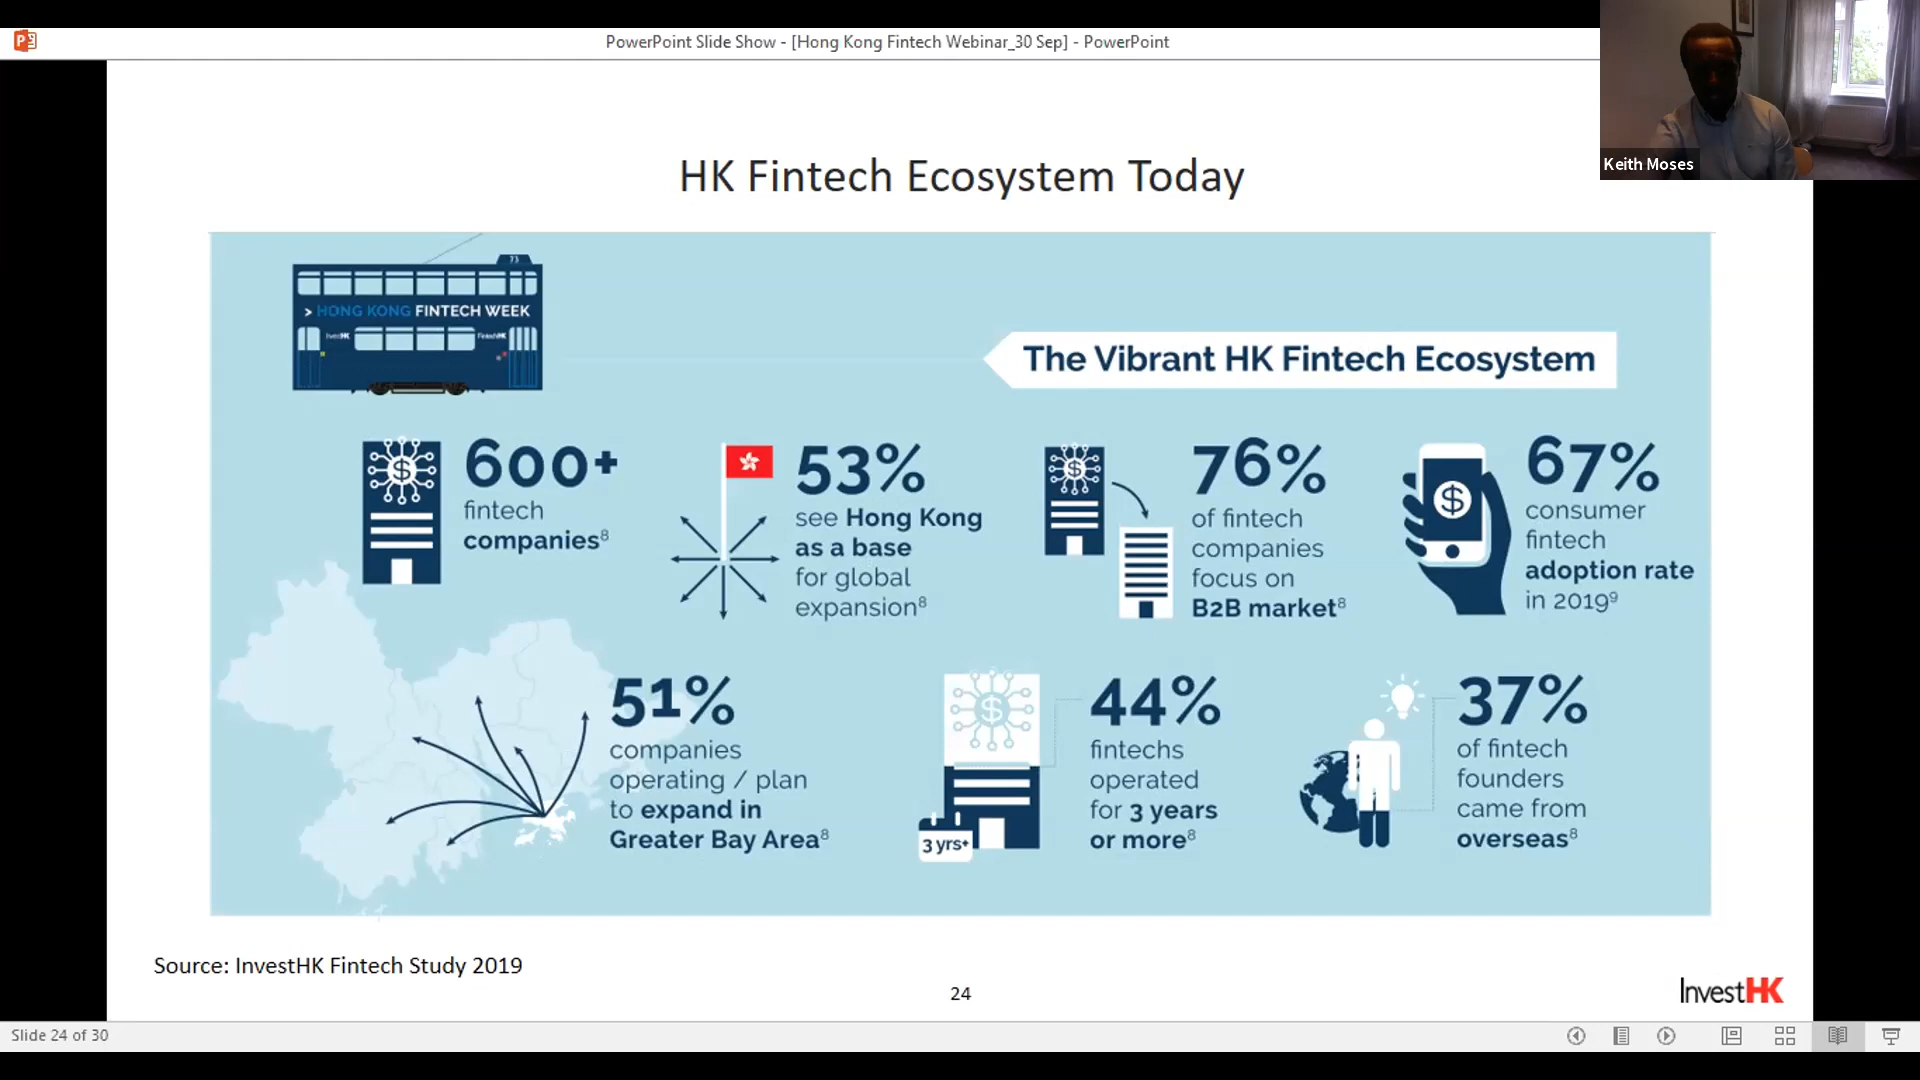 PowerPoint Slide Show - [Hong Kong Fintech Webinar_30 Sep] - PowerPoint
Keith Moses
HK Fintech Ecosystem Today
73
> HONG KONG FINTECH WEEK
InvestHK
FintechHK
The Vibrant HK Fintech Ecosystem
600+
fintech
companies⁸
53%
see Hong Kong
as a base
for global
expansion⁸
76%
of fintech
companies
focus on
B2B market⁸
67%
consumer
fintech
adoption rate
in 2019⁹
51%
companies
operating / plan
to expand in
Greater Bay Area⁸
3 yrs+
44%
fintechs
operated
for 3 years
or more⁸
37%
of fintech
founders
came from
overseas⁸
Source: InvestHK Fintech Study 2019
24
InvestHK
Slide 24 of 30